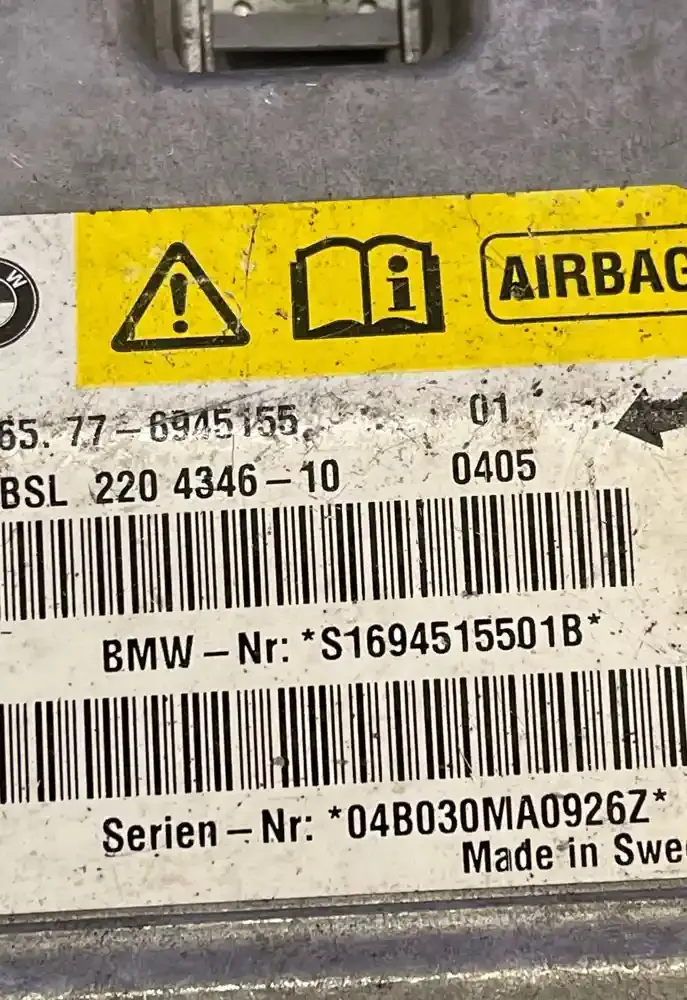 W
AIRBAG
65. 77-6945155 01
BSL 220 4346-10 0405
BMW-Nr: *S1694515501B*
Serien-Nr: *04B030MA0926Z*
Made in Swe